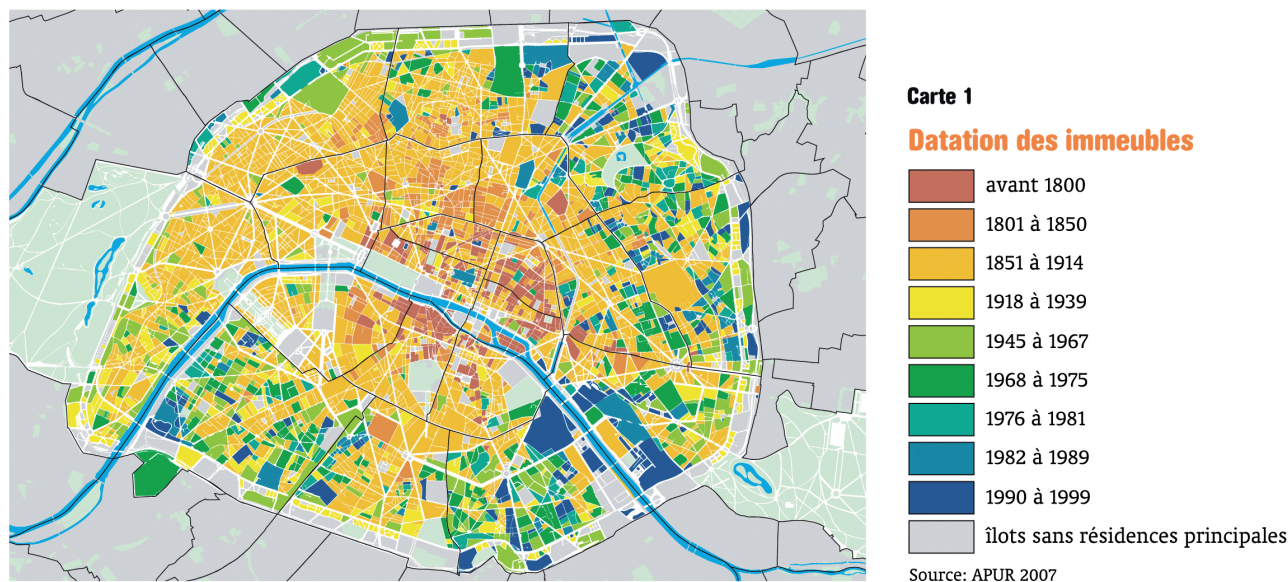 Carte 1
Datation des immeubles
avant 1800
1801 à 1850
1851 à 1914
1918 à 1939
1945 à 1967
1968 à 1975
1976 à 1981
1982 à 1989
1990 à 1999
îlots sans résidences principales
Source: APUR 2007